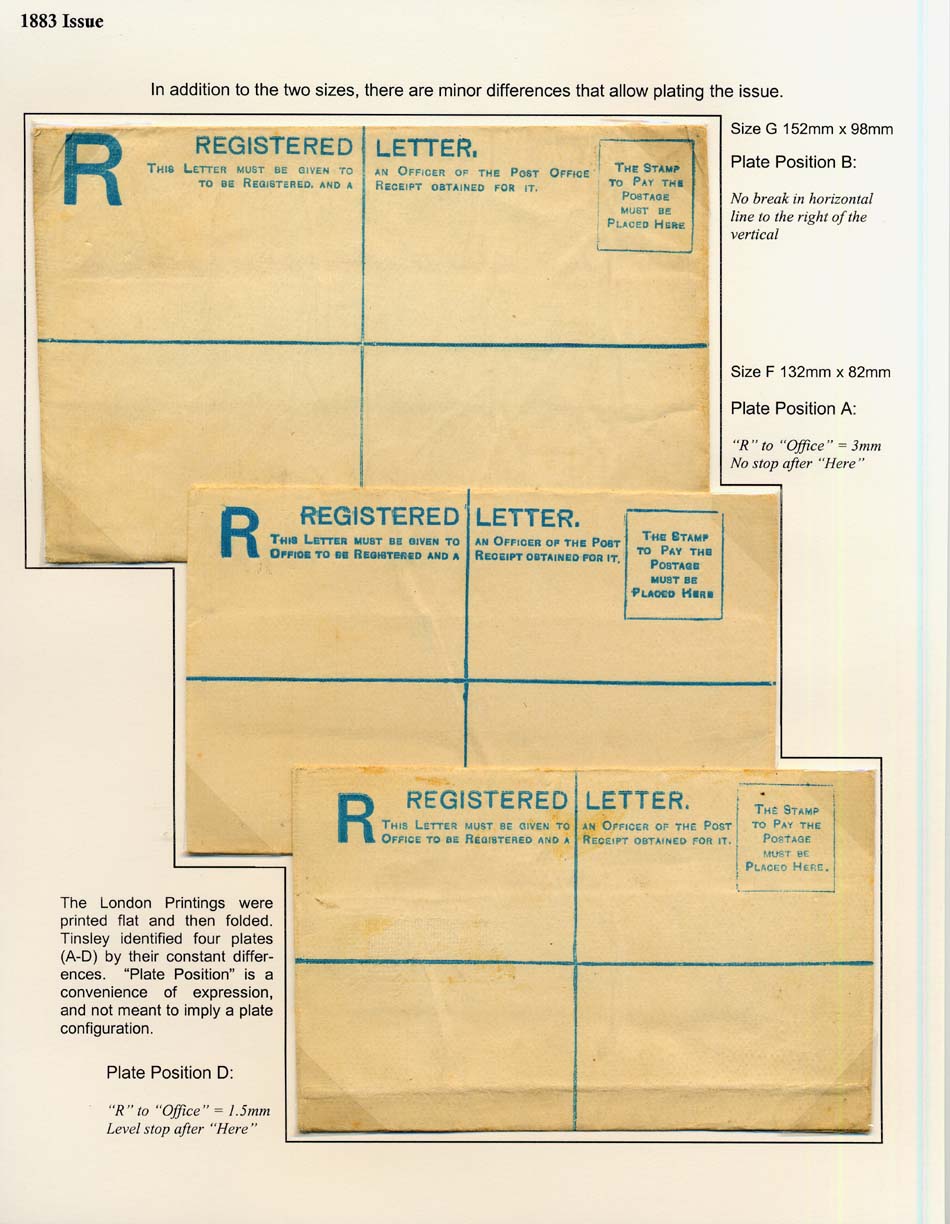 1883 Issue
In addition to the two sizes, there are minor differences that allow plating the issue.
Size G 152mm x 98mm
Plate Position B:
No break in horizontal
line to the right of the
vertical
R
REGISTERED LETTER.
THIS LETTER MUST BE GIVEN TO AN OFFICER OF THE POST OFFICE
TO BE REGISTERED, AND A RECEIPT OBTAINED FOR IT.
THE STAMP
TO PAY THE
POSTAGE
MUST BE
PLACED HERE
Size F 132mm x 82mm
Plate Position A:
“R” to “Office” = 3mm
No stop after “Here”
R
REGISTERED LETTER.
THIS LETTER MUST BE GIVEN TO AN OFFICER OF THE POST
OFFICE TO BE REGISTERED AND A RECEIPT OBTAINED FOR IT.
THE STAMP
TO PAY THE
POSTAGE
MUST BE
PLACED HERE
R
REGISTERED LETTER.
THIS LETTER MUST BE GIVEN TO AN OFFICER OF THE POST
OFFICE TO BE REGISTERED AND A RECEIPT OBTAINED FOR IT.
THE STAMP
TO PAY THE
POSTAGE
MUST BE
PLACED HERE.
The London Printings were
printed flat and then folded.
Tinsley identified four plates
(A-D) by their constant differ-
ences. “Plate Position” is a
convenience of expression,
and not meant to imply a plate
configuration.
Plate Position D:
“R” to “Office” = 1.5mm
Level stop after “Here”